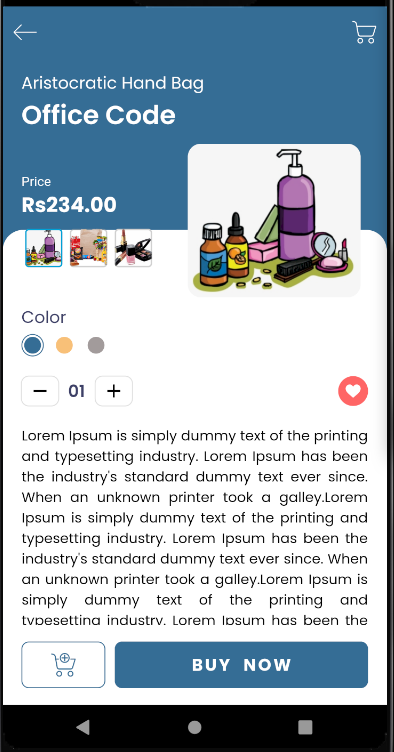 Aristocratic Hand Bag
Office Code
Price
Rs234.00
Color
01
Lorem Ipsum is simply dummy text of the printing
and typesetting industry. Lorem Ipsum has been
the industry's standard dummy text ever since.
When an unknown printer took a galley.Lorem
Ipsum is simply dummy text of the printing and
typesetting industry. Lorem Ipsum has been the
industry's standard dummy text ever since. When
an unknown printer took a galley.Lorem Ipsum is
simply dummy text of the printing and
typesetting industry. Lorem Ipsum has been the
BUY NOW